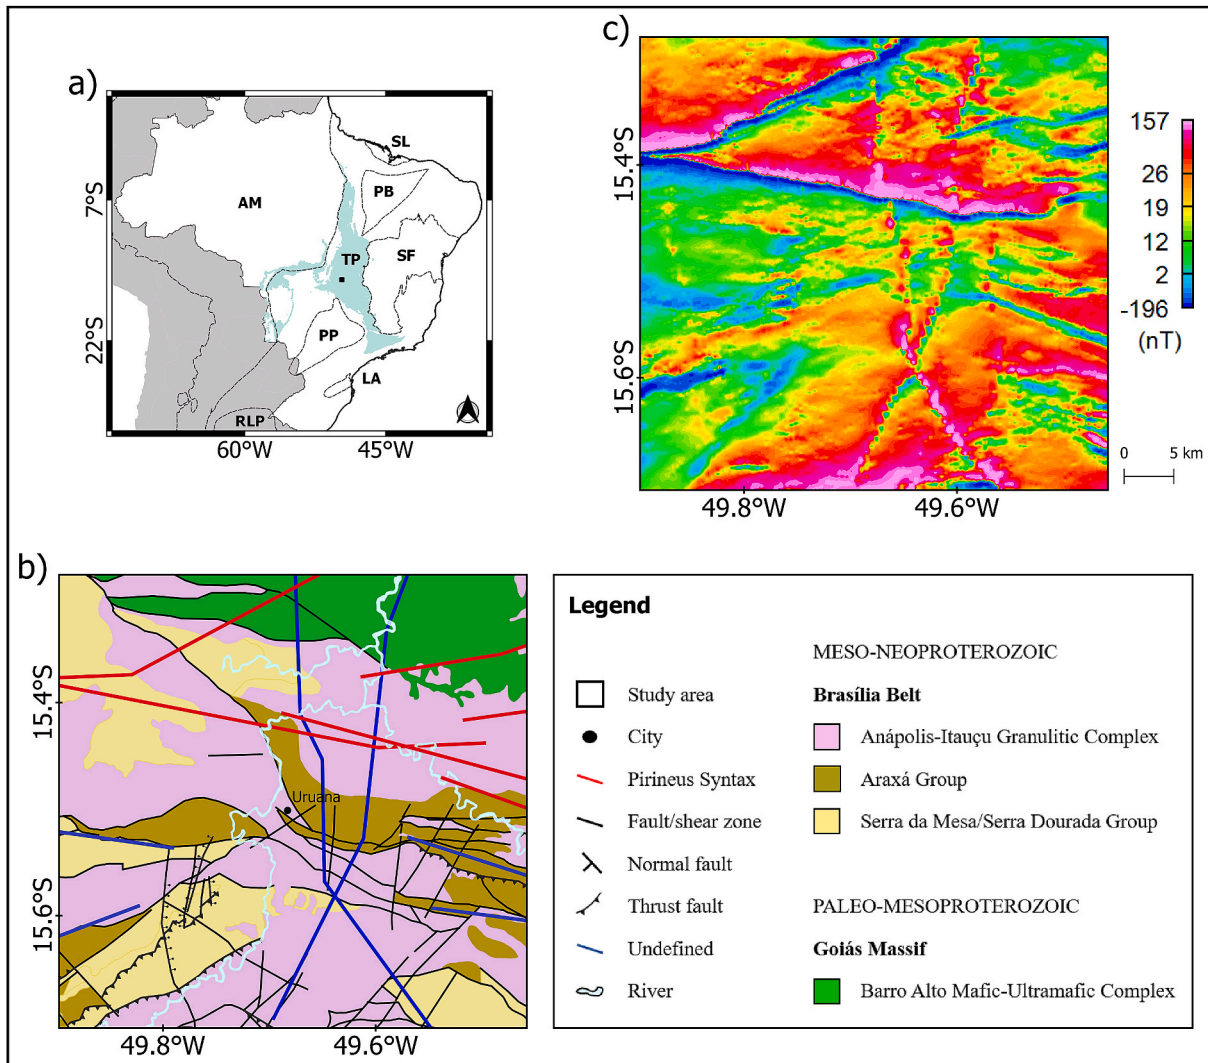 a)
SL
PB
AM
7°S
TP
SF
PP
22°S
LA
RLP
60°W
45°W
c)
15.4°S
15.6°S
49.8°W
49.6°W
157
26
19
12
2
-196
(nT)
0
5 km
b)
15.4°S
Uruana
15.6°S
49.8°W
49.6°W
Legend
Study area
City
Pirineus Syntax
Fault/shear zone
Normal fault
Thrust fault
Undefined
River
MESO-NEOPROTEROZOIC
Brasília Belt
Anápolis-Itauçu Granulitic Complex
Araxá Group
Serra da Mesa/Serra Dourada Group
PALEO-MESOPROTEROZOIC
Goiás Massif
Barro Alto Mafic-Ultramafic Complex